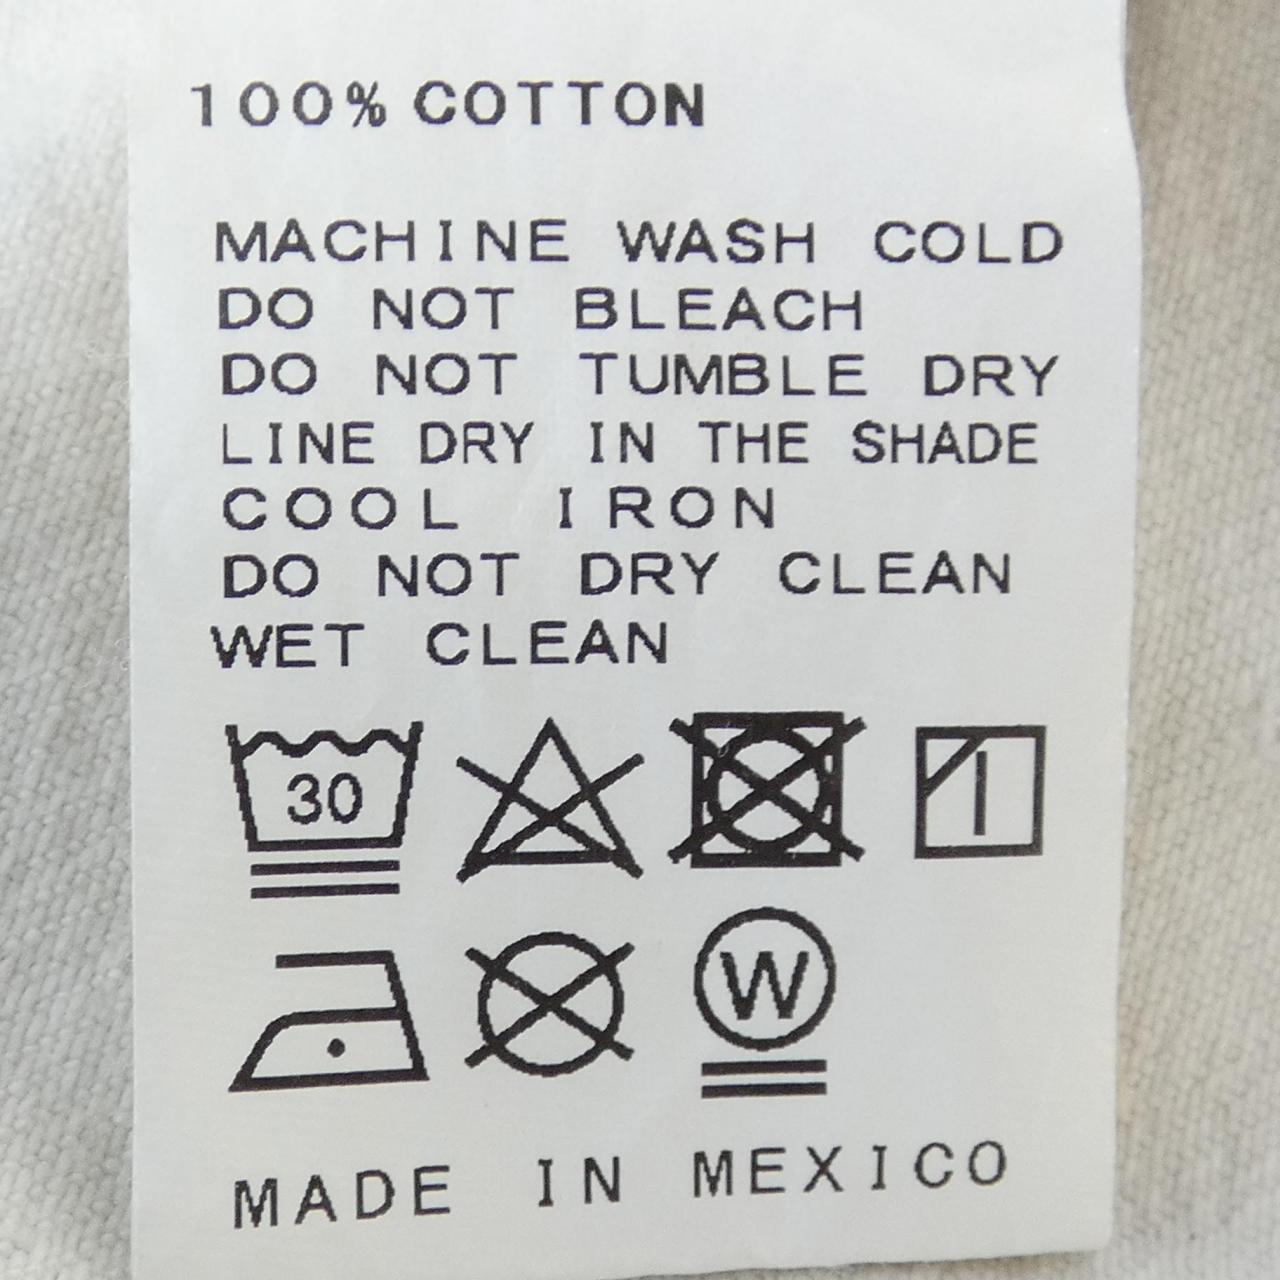 100% COTTON
MACHINE WASH COLD
DO NOT BLEACH
DO NOT TUMBLE DRY
LINE DRY IN THE SHADE
COOL IRON
DO NOT DRY CLEAN
WET CLEAN
30
W
MADE IN MEXICO